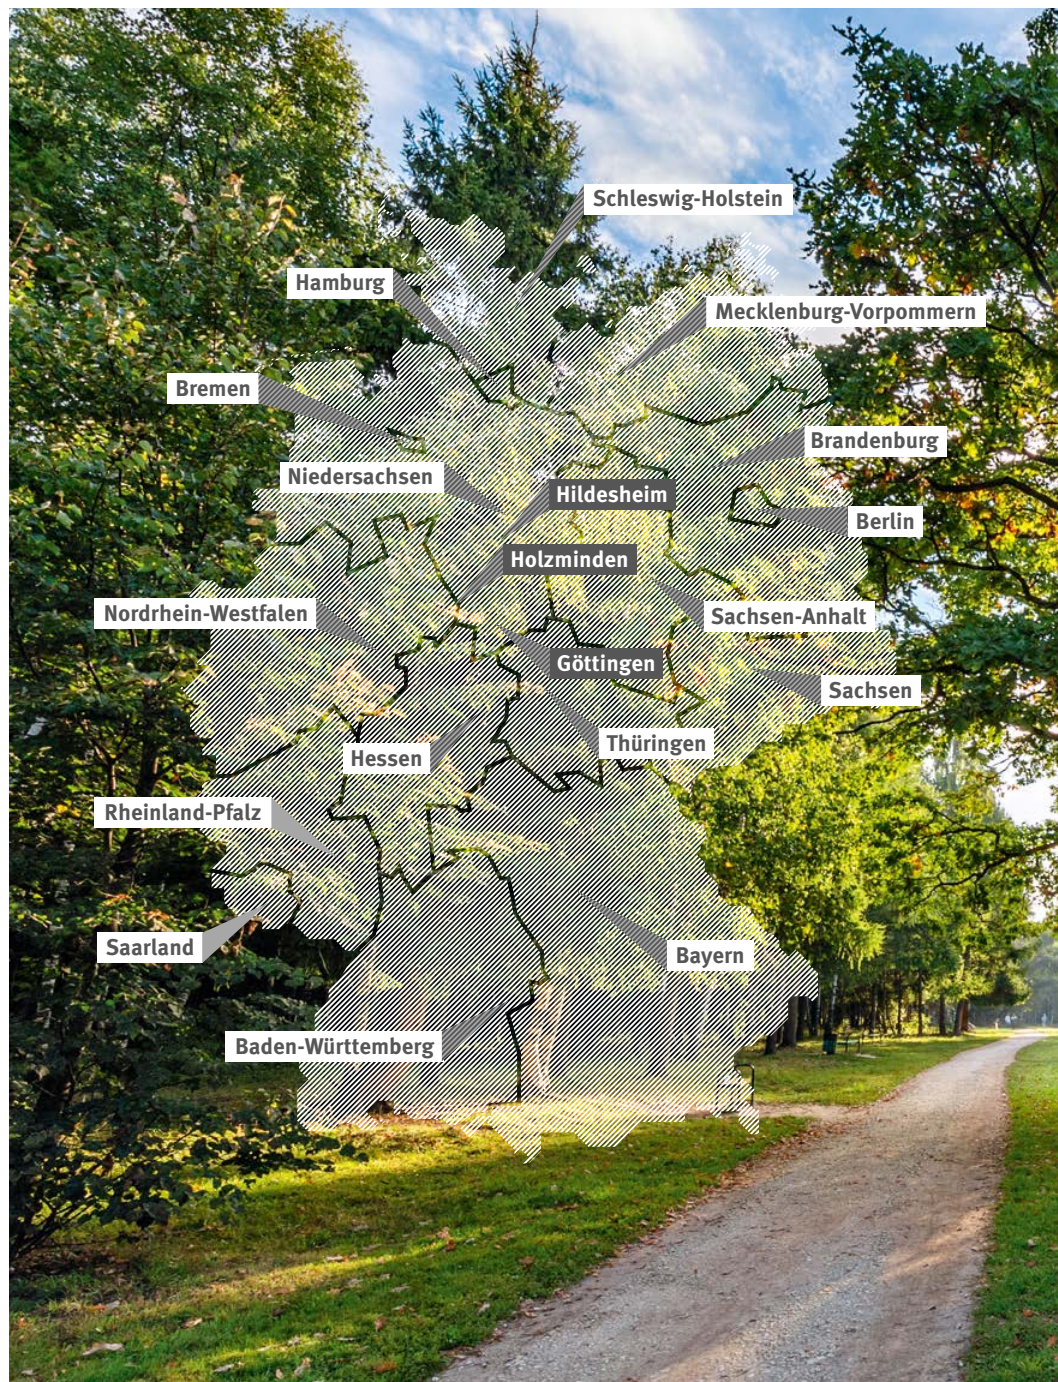 Schleswig-Holstein
Hamburg
Mecklenburg-Vorpommern
Bremen
Brandenburg
Niedersachsen
Hildesheim
Berlin
Holzminden
Nordrhein-Westfalen
Sachsen-Anhalt
Göttingen
Sachsen
Thüringen
Hessen
Rheinland-Pfalz
Saarland
Bayern
Baden-Württemberg